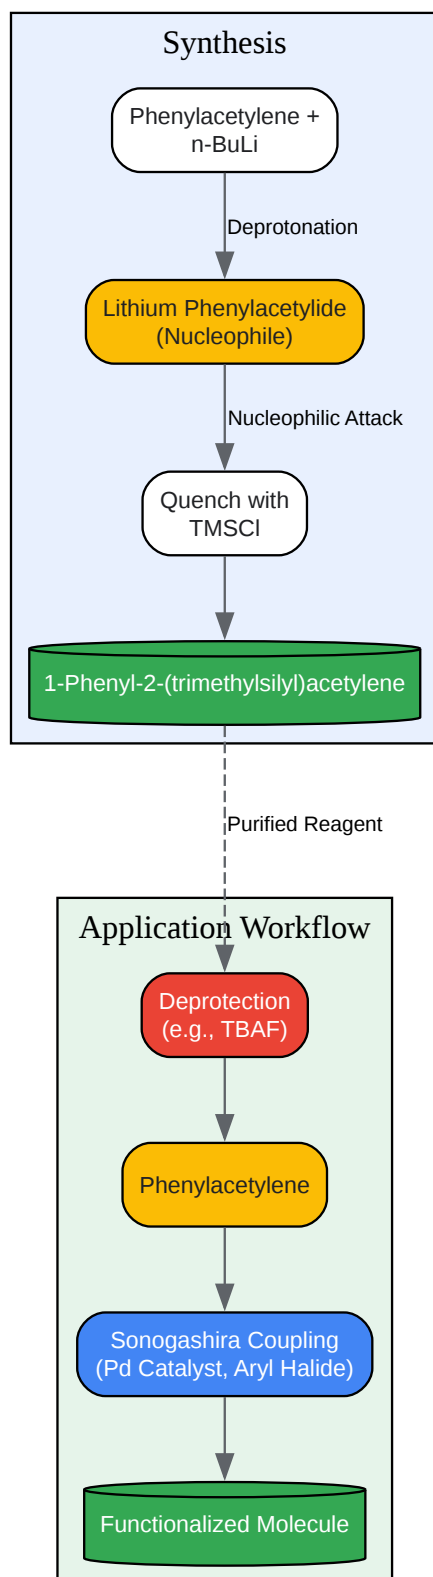 Synthesis
Phenylacetylene +
n-BuLi
Deprotonation
Lithium Phenylacetylide
(Nucleophile)
Nucleophilic Attack
Quench with
TMSCl
1-Phenyl-2-(trimethylsilyl)acetylene
Purified Reagent
Application Workflow
Deprotection
(e.g., TBAF)
Phenylacetylene
Sonogashira Coupling
(Pd Catalyst, Aryl Halide)
Functionalized Molecule